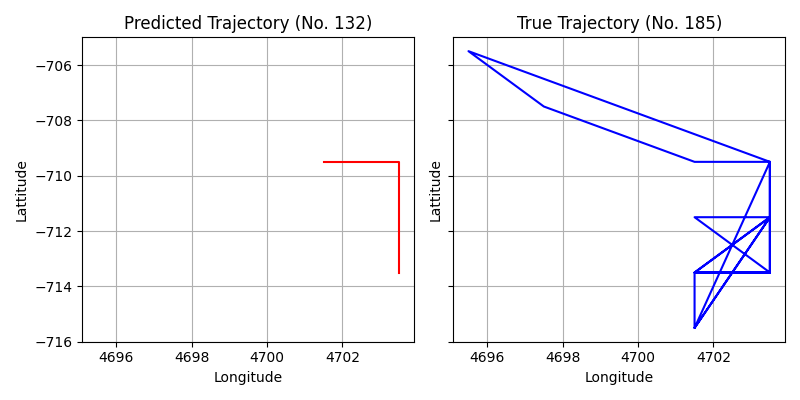 Predicted Trajectory (No. 132)
True Trajectory (No. 185)
Lattitude
−706
−708
−710
−712
−714
−716
4696
4698
4700
4702
Longitude
Lattitude
4696
4698
4700
4702
Longitude